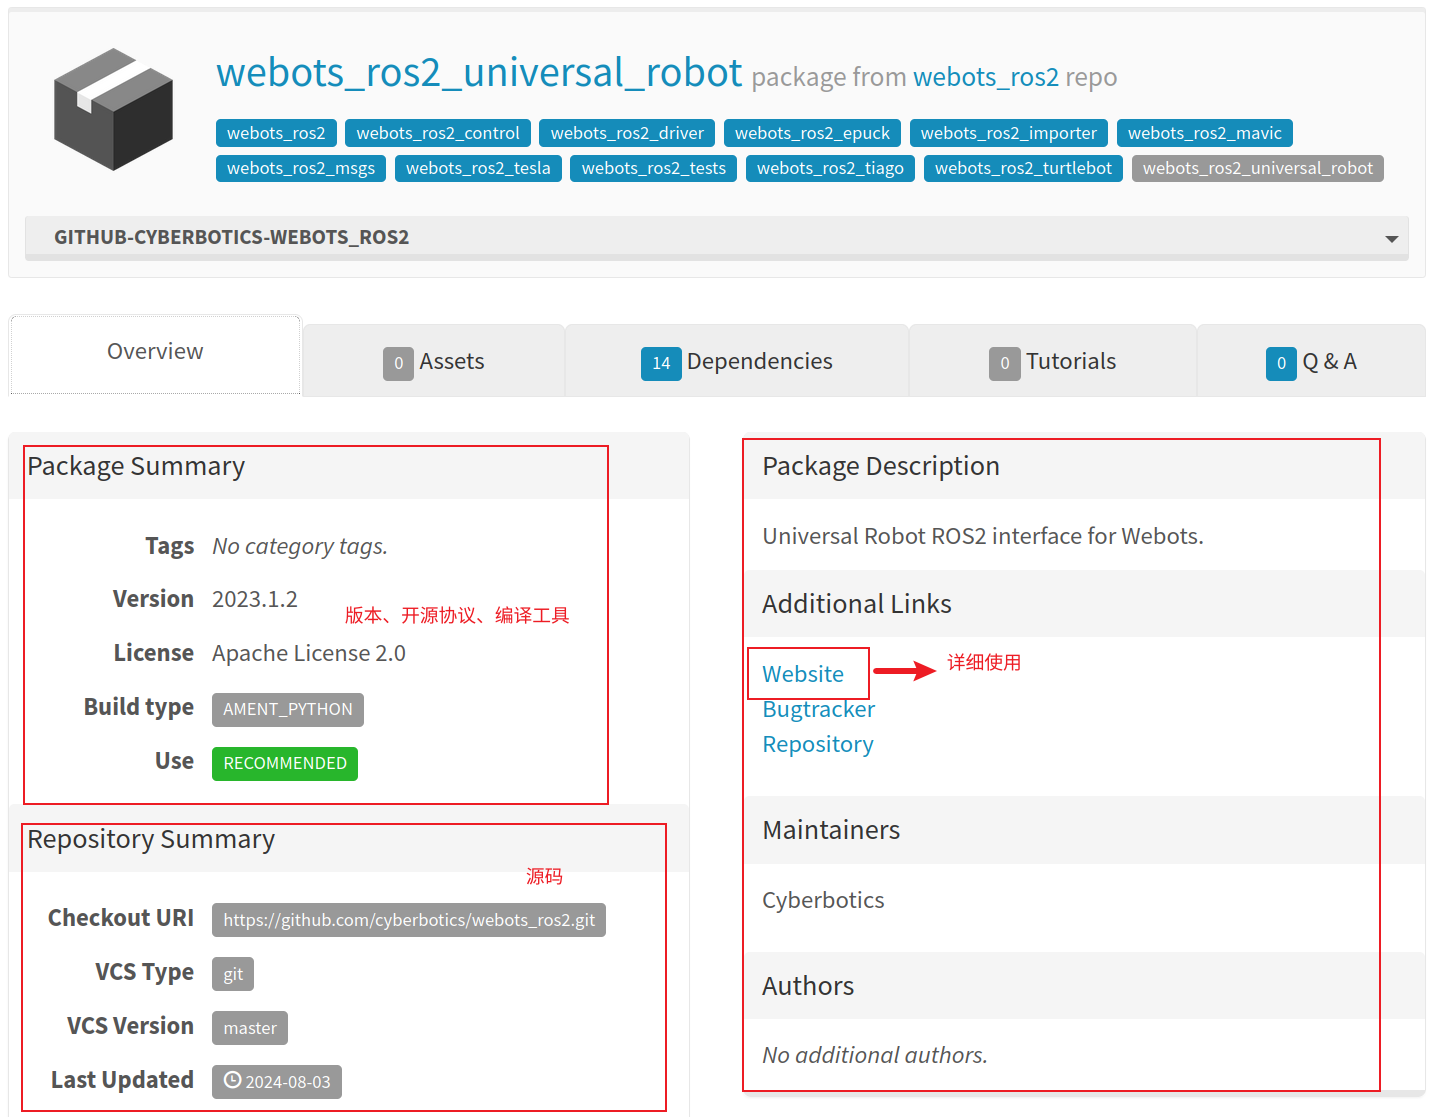 webots_ros2_universal_robot package from webots_ros2 repo
webots_ros2 webots_ros2_control webots_ros2_driver webots_ros2_epuck webots_ros2_importer webots_ros2_mavic
webots_ros2_msgs webots_ros2_tesla webots_ros2_tests webots_ros2_tiago webots_ros2_turtlebot webots_ros2_universal_robot
GITHUB-CYBERBOTICS-WEBOTS_ROS2
Overview 0 Assets 14 Dependencies 0 Tutorials 0 Q & A
Package Summary
Tags No category tags.
Version 2023.1.2
版本、开源协议、编译工具
License Apache License 2.0
Build type AMENT_PYTHON
Use RECOMMENDED
Repository Summary
源码
Checkout URI https://github.com/cyberbotics/webots_ros2.git
VCS Type git
VCS Version master
Last Updated 2024-08-03
Package Description
Universal Robot ROS2 interface for Webots.
Additional Links
Website 详细使用
Bugtracker
Repository
Maintainers
Cyberbotics
Authors
No additional authors.